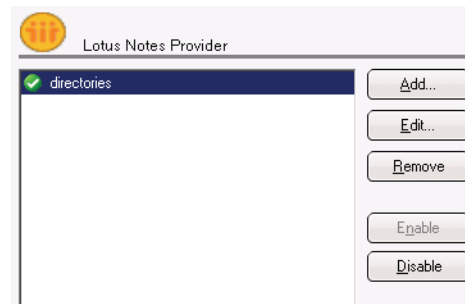 Lotus Notes Provider
directories
Add...
Edit...
Remove
Enable
Disable